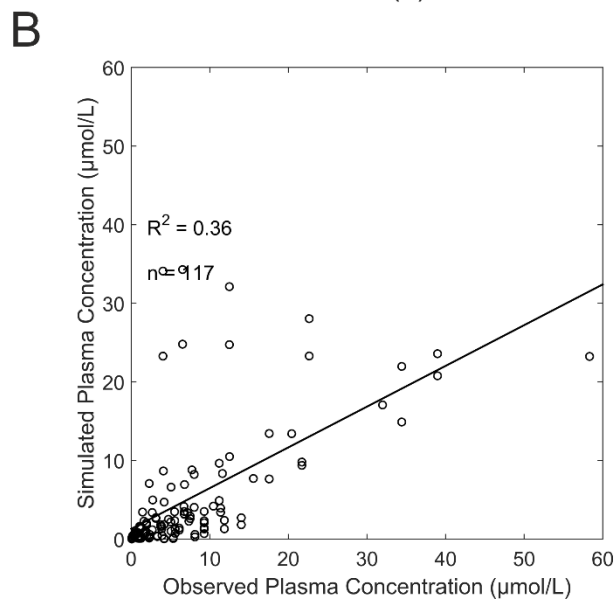 B
60
50
40
30
20
10
0
Simulated Plasma Concentration (µmol/L)
R² = 0.36
n = 117
0 10 20 30 40 50 60
Observed Plasma Concentration (µmol/L)